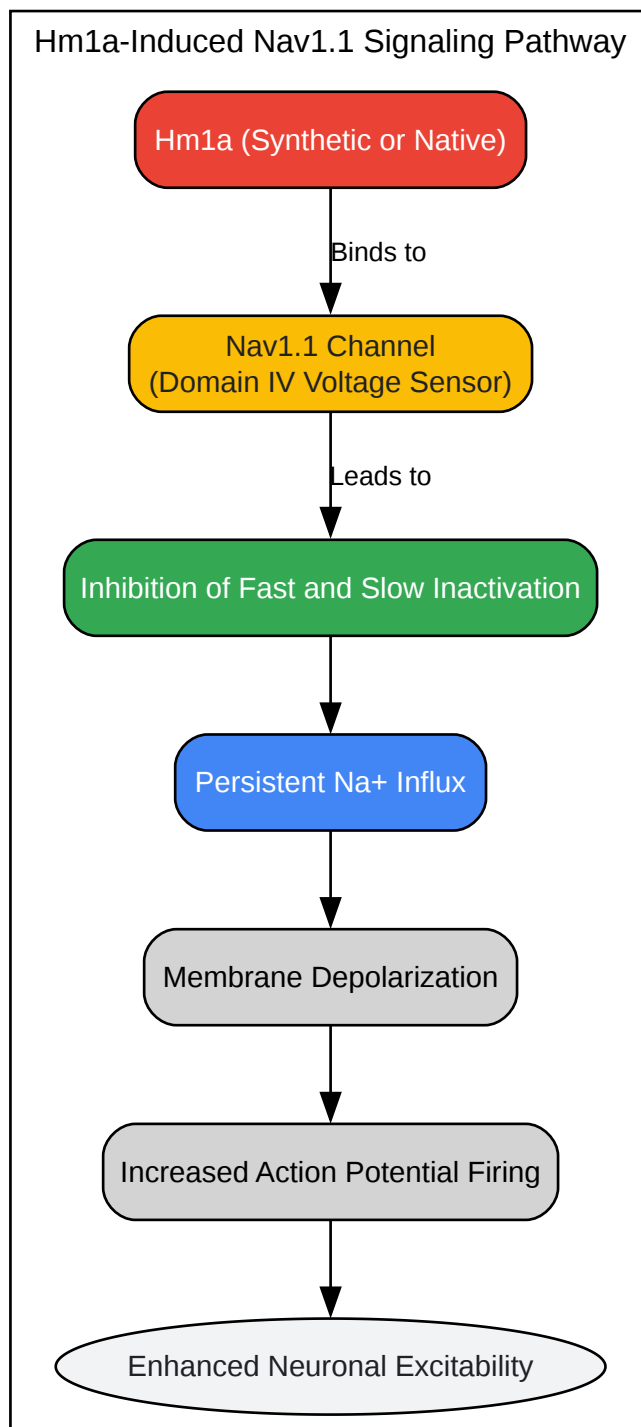 Hm1a-Induced Nav1.1 Signaling Pathway
Hm1a (Synthetic or Native)
Binds to
Nav1.1 Channel
(Domain IV Voltage Sensor)
Leads to
Inhibition of Fast and Slow Inactivation
Persistent Na+ Influx
Membrane Depolarization
Increased Action Potential Firing
Enhanced Neuronal Excitability